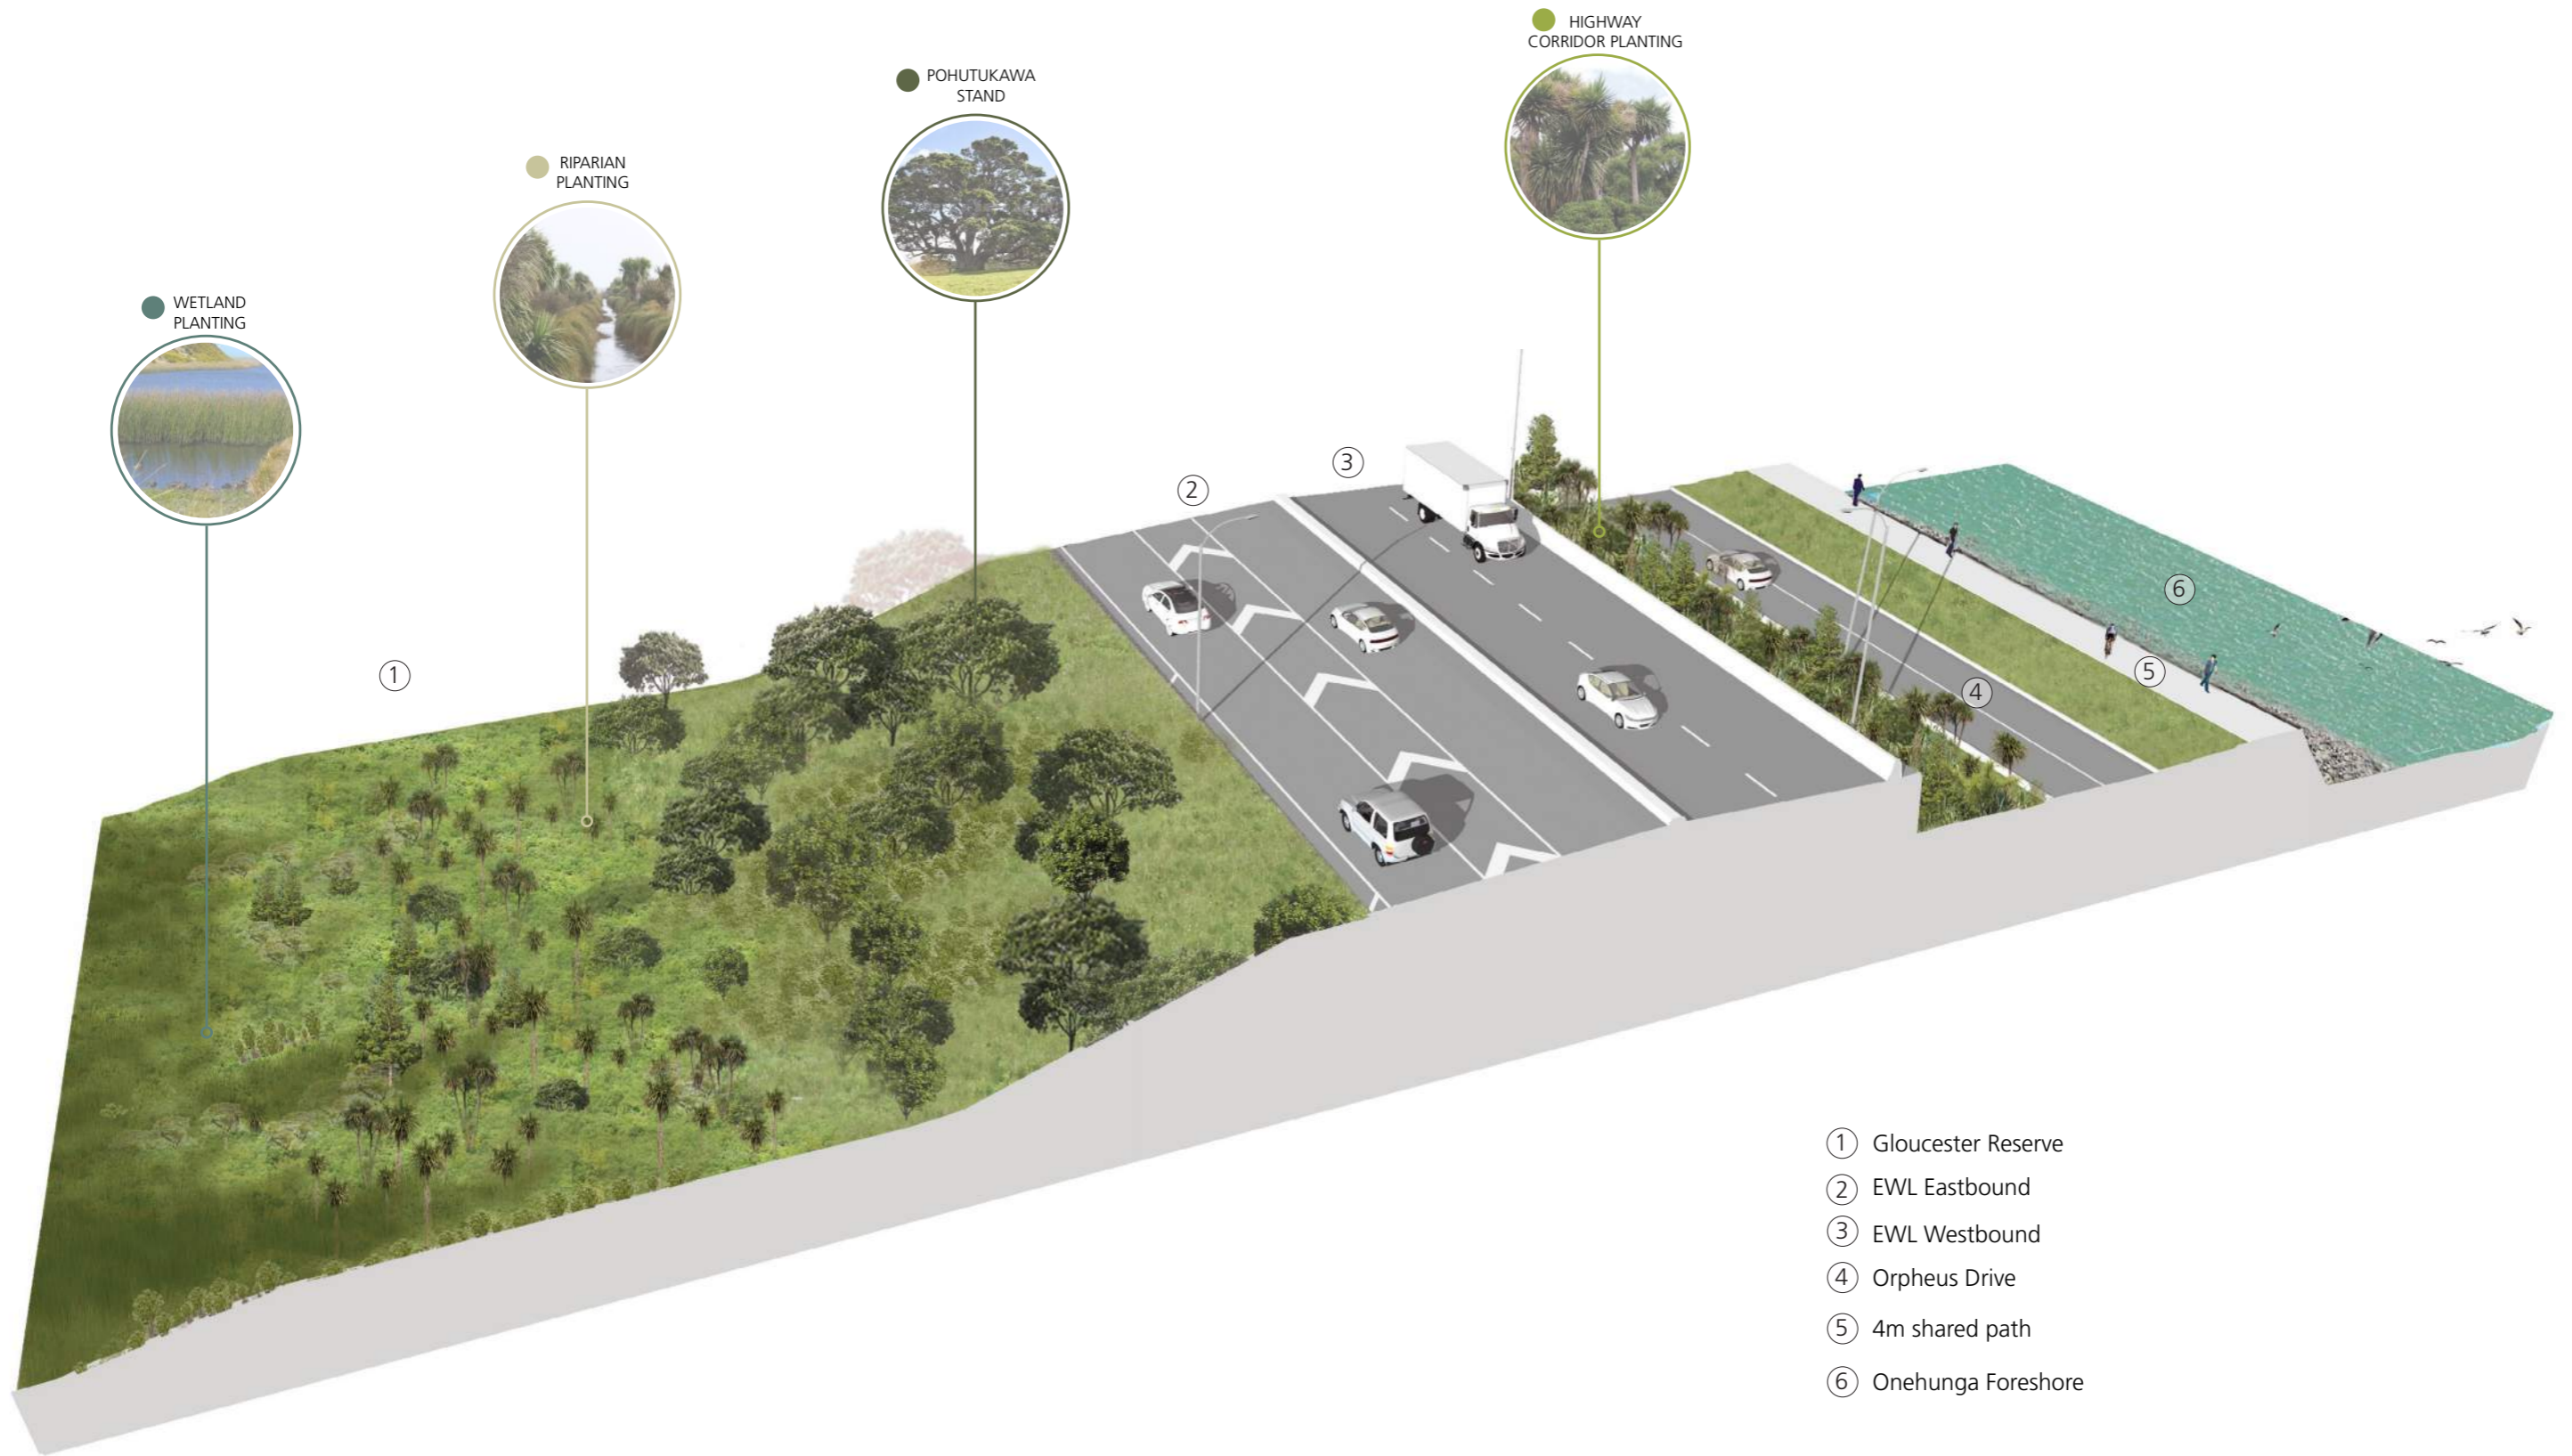 HIGHWAY
CORRIDOR PLANTING
POHUTUKAWA
STAND
RIPARIAN
PLANTING
WETLAND
PLANTING
3
2
6
1
5
4
1 Gloucester Reserve
2 EWL Eastbound
3 EWL Westbound
4 Orpheus Drive
5 4m shared path
6 Onehunga Foreshore